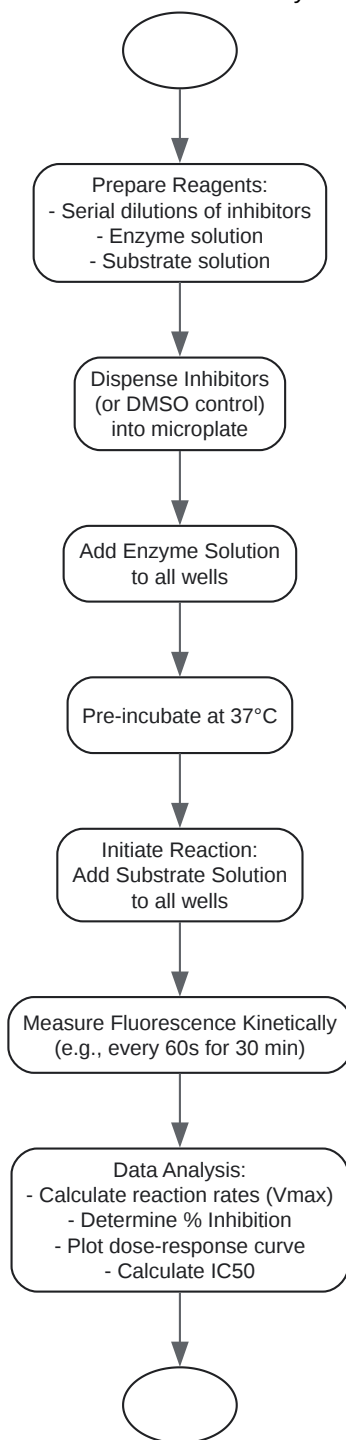 Prepare Reagents:
- Serial dilutions of inhibitors
- Enzyme solution
- Substrate solution
Dispense Inhibitors
(or DMSO control)
into microplate
Add Enzyme Solution
to all wells
Pre-incubate at 37°C
Initiate Reaction:
Add Substrate Solution
to all wells
Measure Fluorescence Kinetically
(e.g., every 60s for 30 min)
Data Analysis:
- Calculate reaction rates (Vmax)
- Determine % Inhibition
- Plot dose-response curve
- Calculate IC50